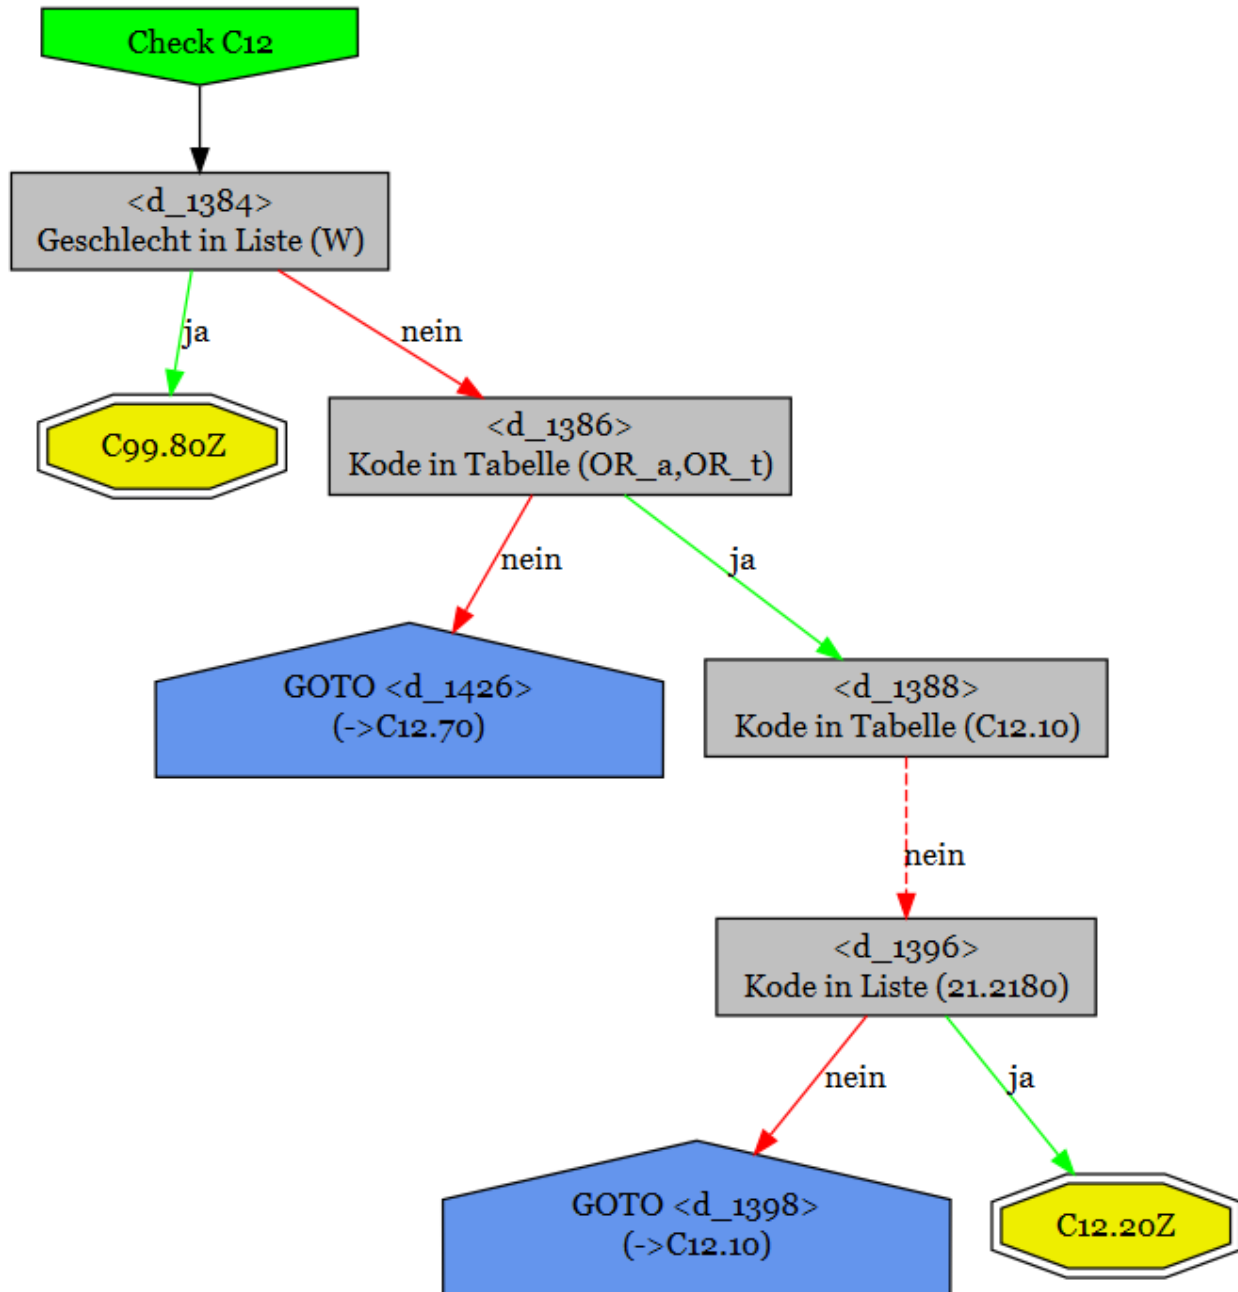 Check C12
<d_1384>
Geschlecht in Liste (W)
ja
nein
C99.80Z
<d_1386>
Kode in Tabelle (OR_a,OR_t)
nein
ja
GOTO <d_1426>
(->C12.70)
<d_1388>
Kode in Tabelle (C12.10)
nein
<d_1396>
Kode in Liste (21.2180)
nein
ja
GOTO <d_1398>
(->C12.10)
C12.20Z